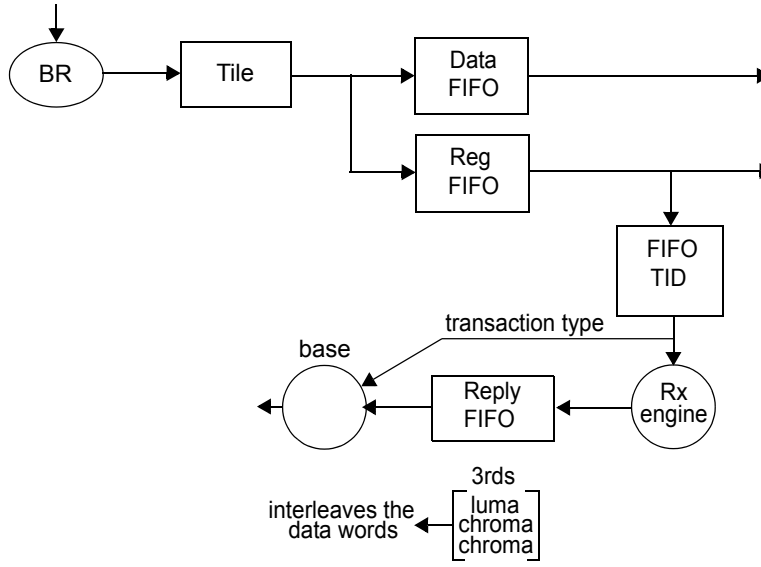 BR
Tile
Data
FIFO
Reg
FIFO
FIFO
TID
transaction type
base
Reply
FIFO
Rx
engine
3rds
interleaves the
data words
luma
chroma
chroma